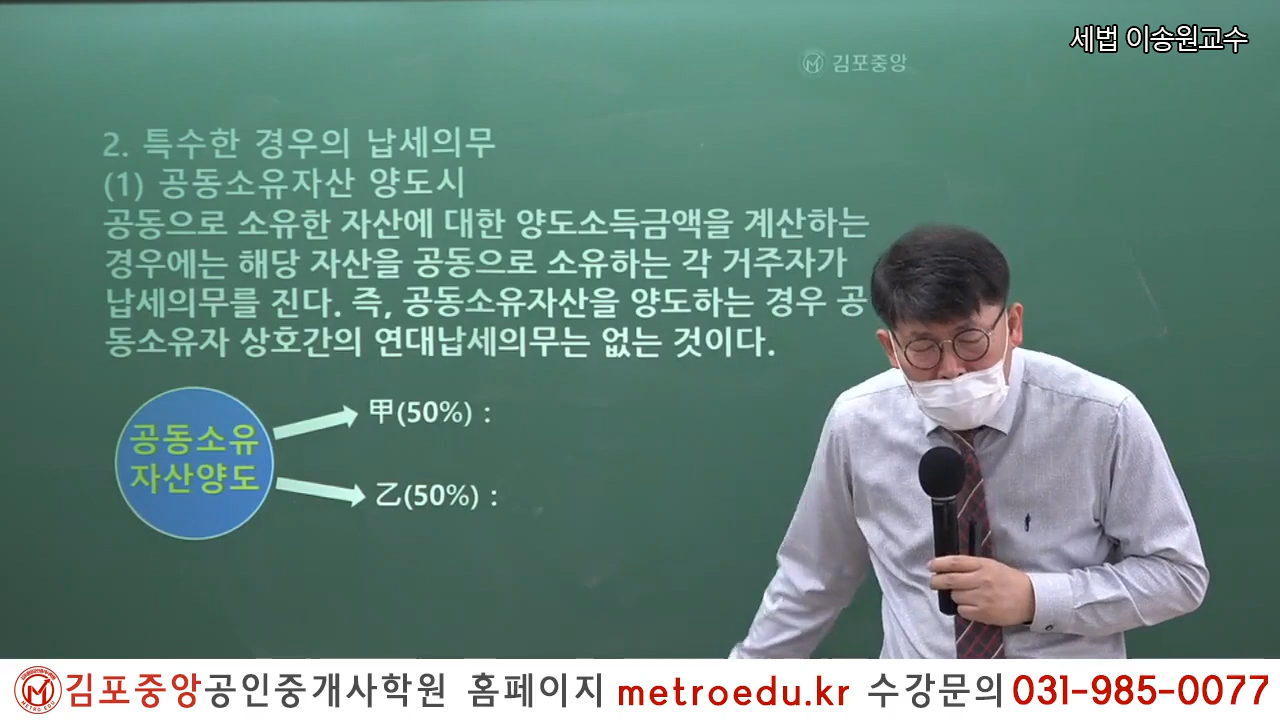 세법 이송원교수
김포중앙
2. 특수한 경우의 납세의무
(1) 공동소유자산 양도시
공동으로 소유한 자산에 대한 양도소득금액을 계산하는
경우에는 해당 자산을 공동으로 소유하는 각 거주자가
납세의무를 진다. 즉, 공동소유자산을 양도하는 경우 공
동소유자 상호간의 연대납세의무는 없는 것이다.
공동소유
자산양도
甲(50%) :
乙(50%) :
김포중앙공인중개사학원 홈페이지 metroedu.kr 수강문의 031-985-0077